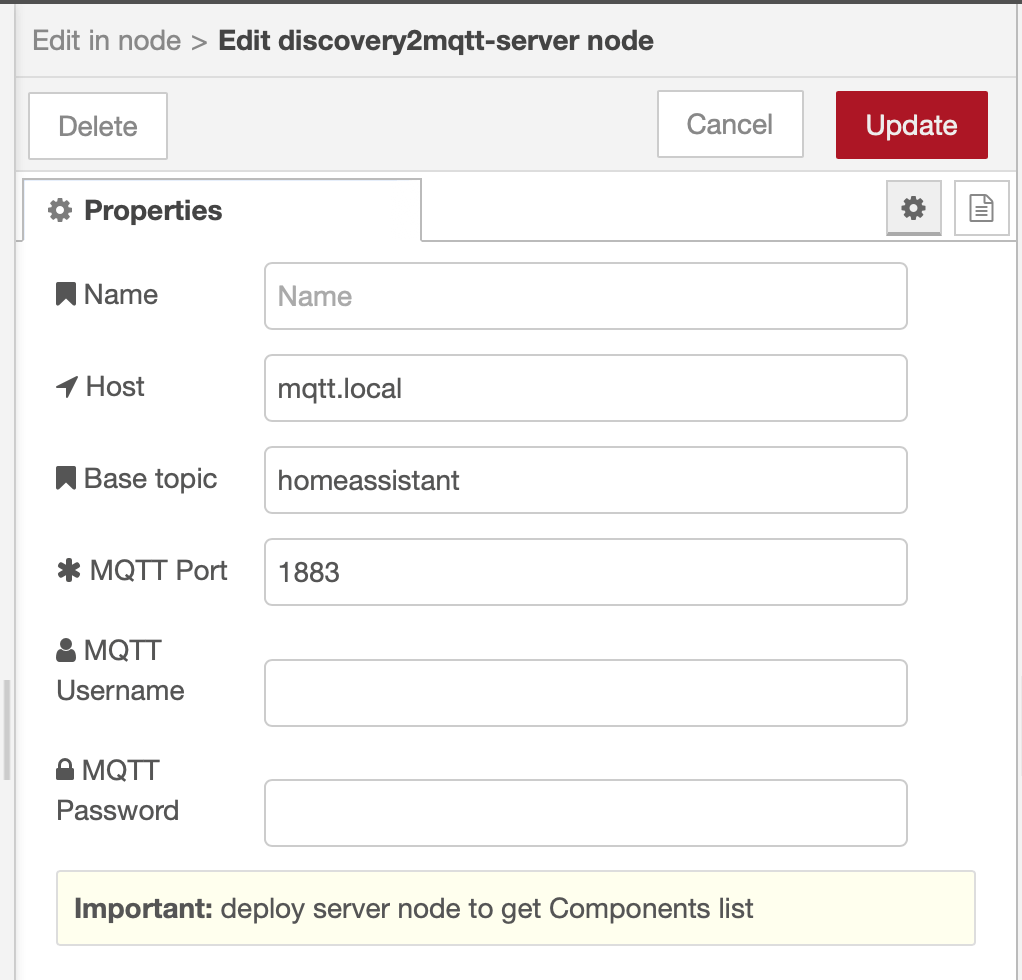 Edit in node > Edit discovery2mqtt-server node
Delete
Cancel
Update
Properties
Name
Name
Host
mqtt.local
Base topic
homeassistant
MQTT Port
1883
MQTT
Username
MQTT
Password
Important: deploy server node to get Components list